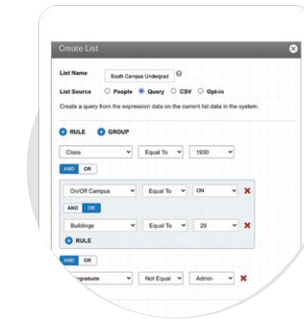 Create List
List Name South Campus Undergrad
List Source People Query CSV Opt-in
Create a query from the expression data on the current list data in the system.
RULE GROUP
Class Equal To 1930
AND OR
On/Off Campus Equal To ON
AND OR
Buildings Equal To 29
RULE
AND OR
Not Equal Admin